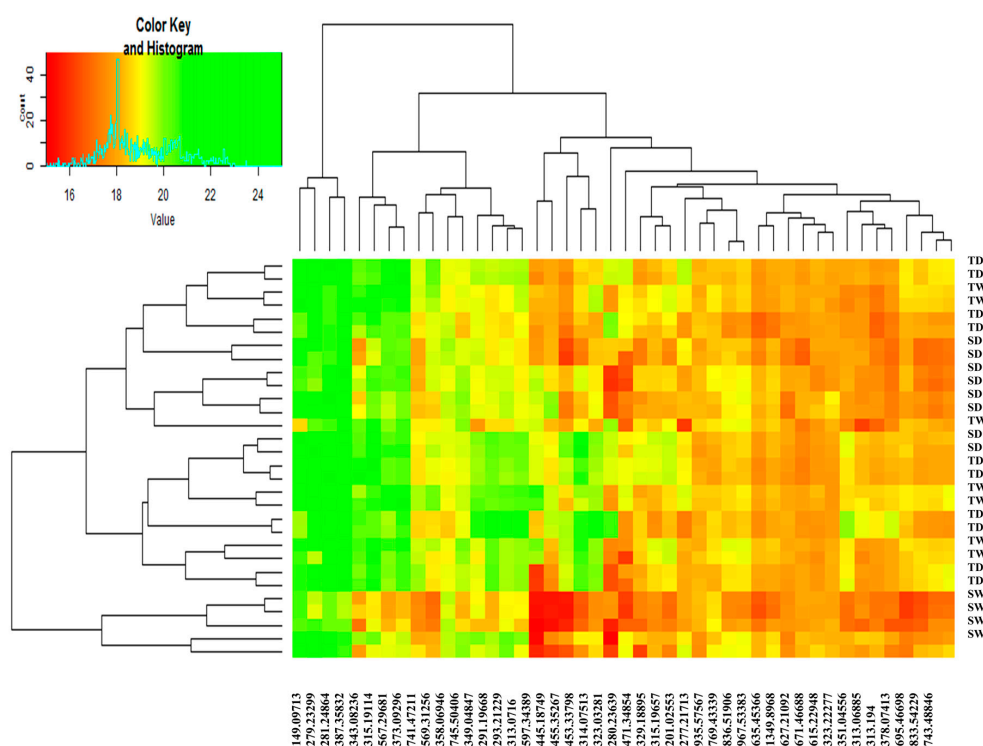 Color Key
and Histogram
Count
0
20
40
16
18
20
22
24
Value
TD
TD
TW
TW
TD
TD
SD
SD
SD
SD
SD
SD
TW
SD
SD
TD
TD
TW
TW
TD
TD
TW
TW
TD
TD
SW
SW
SW
SW
149.09713
279.23299
281.24864
387.35832
343.08236
315.19114
567.29681
373.09296
741.47211
569.31256
358.06946
745.50406
349.04847
291.19668
293.21229
313.0716
597.34389
445.18749
455.35267
453.33798
314.07513
323.03281
280.23639
471.34854
329.18895
315.19657
201.02553
277.21713
935.57567
769.43339
836.51906
967.53383
635.45366
1349.89968
627.21092
671.46688
615.22948
323.22277
351.04556
313.06885
313.194
378.07413
095.46698
833.54229
743.48846